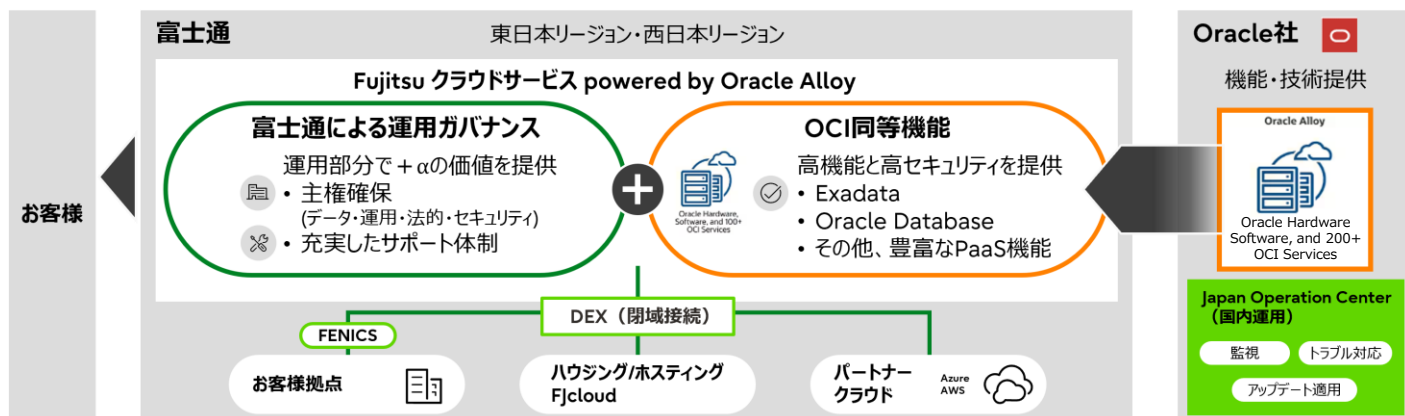 お客様
富士通
東日本リージョン・西日本リージョン
Fujitsu クラウドサービス powered by Oracle Alloy
富士通による運用ガバナンス
運用部分で+αの価値を提供
・主権確保
(データ・運用・法的・セキュリティ)
・充実したサポート体制
+
OCI同等機能
Oracle Hardware,
Software, and 100+
OCI Services
高機能と高セキュリティを提供
・Exadata
・Oracle Database
・その他、豊富なPaaS機能
DEX(閉域接続)
FENICS
お客様拠点
ハウジング/ホスティング
FJcloud
パートナー
クラウド
Azure
AWS
Oracle社
機能・技術提供
Oracle Alloy
Oracle Hardware
Software, and 200+
OCI Services
Japan Operation Center
(国内運用)
監視
トラブル対応
アップデート適用